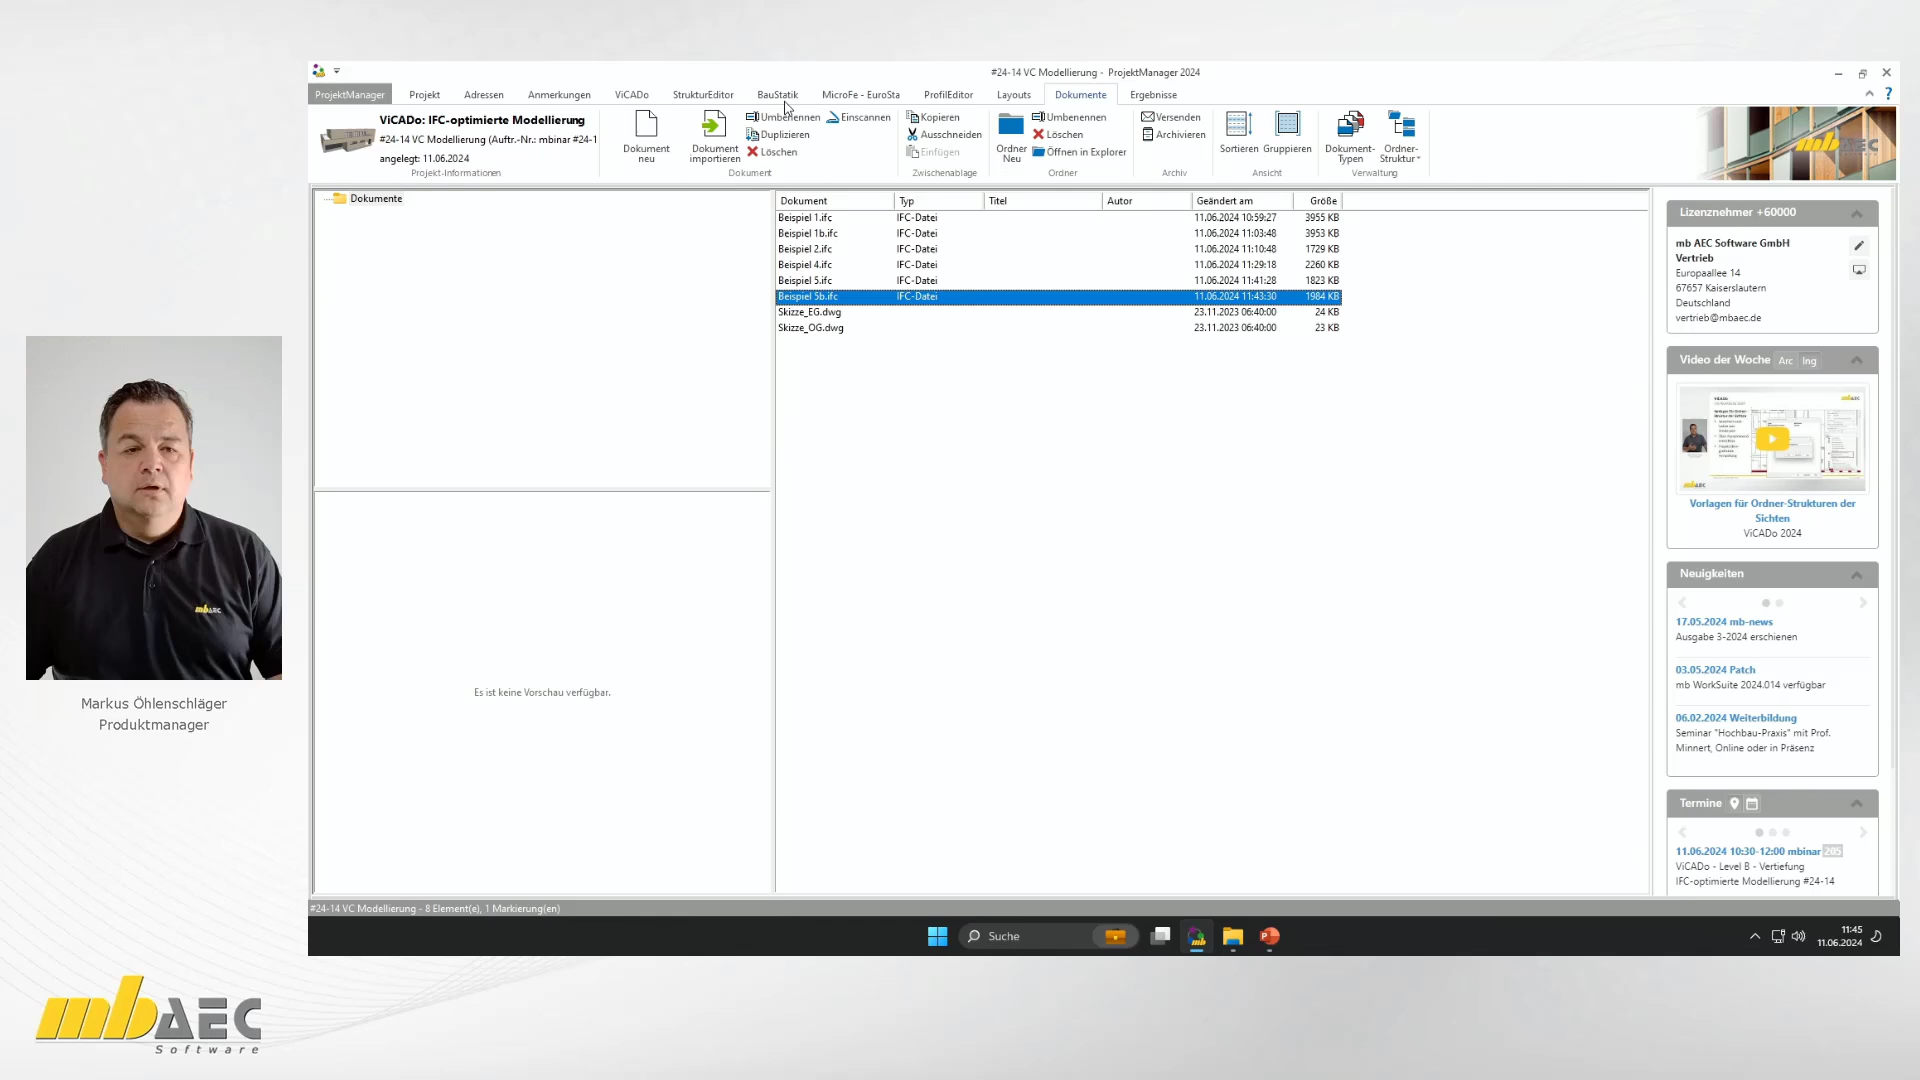 #24-14 VC Modellierung - ProjektManager 2024
ProjektManager Projekt Adressen Anmerkungen ViCADo StrukturEditor BauStatik MicroFe - EuroSta ProfilEditor Layouts Dokumente Ergebnisse
ViCADo: IFC-optimierte Modellierung
#24-14 VC Modellierung (Auftr.-Nr.: mbinar #24-1
angelegt: 11.06.2024
Projekt-Informationen
Dokument
neu
Dokument
importieren
Umbenennen
Duplizieren
Löschen
Einscannen
Dokument
Kopieren
Ausschneiden
Einfügen
Zwischenablage
Ordner
Neu
Umbenennen
Löschen
Öffnen in Explorer
Ordner
Versenden
Archivieren
Archiv
Sortieren Gruppieren
Ansicht
Dokument-
Typen
Ordner-
Struktur
Verwaltung
mb AEC
Dokumente
Es ist keine Vorschau verfügbar.
Dokument Typ Titel Autor Geändert am Größe
Beispiel 1.ifc IFC-Datei 11.06.2024 10:59:27 3955 KB
Beispiel 1b.ifc IFC-Datei 11.06.2024 11:03:48 3953 KB
Beispiel 2.ifc IFC-Datei 11.06.2024 11:10:48 1729 KB
Beispiel 4.ifc IFC-Datei 11.06.2024 11:29:18 2260 KB
Beispiel 5.ifc IFC-Datei 11.06.2024 11:41:28 1823 KB
Beispiel 5b.ifc IFC-Datei 11.06.2024 11:43:30 1984 KB
Skizze_EG.dwg 23.11.2023 06:40:00 24 KB
Skizze_OG.dwg 23.11.2023 06:40:00 23 KB
Lizenznehmer +60000
mb AEC Software GmbH
Vertrieb
Europaallee 14
67657 Kaiserslautern
Deutschland
vertrieb@mbaec.de
Video der Woche Arc Ing
Vorlagen für Ordner-Strukturen der
Sichten
ViCADo 2024
Neuigkeiten
17.05.2024 mb-news
Ausgabe 3-2024 erschienen
03.05.2024 Patch
mb WorkSuite 2024.014 verfügbar
06.02.2024 Weiterbildung
Seminar "Hochbau-Praxis" mit Prof.
Minnert, Online oder in Präsenz
Termine
11.06.2024 10:30-12:00 mbinar 205
ViCADo - Level B - Vertiefung
IFC-optimierte Modellierung #24-14
#24-14 VC Modellierung - 8 Element(e), 1 Markierung(en)
Suche
11:45
11.06.2024
mbAEC
Markus Öhlenschläger
Produktmanager
mbAEC
Software